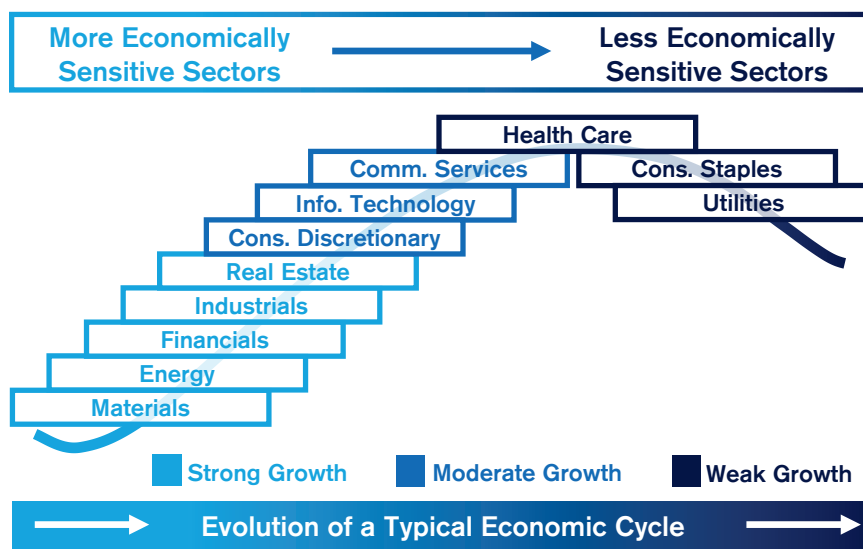 More Economically
Sensitive Sectors
Less Economically
Sensitive Sectors
Health Care
Comm. Services
Cons. Staples
Info. Technology
Utilities
Cons. Discretionary
Real Estate
Industrials
Financials
Energy
Materials
Strong Growth
Moderate Growth
Weak Growth
Evolution of a Typical Economic Cycle